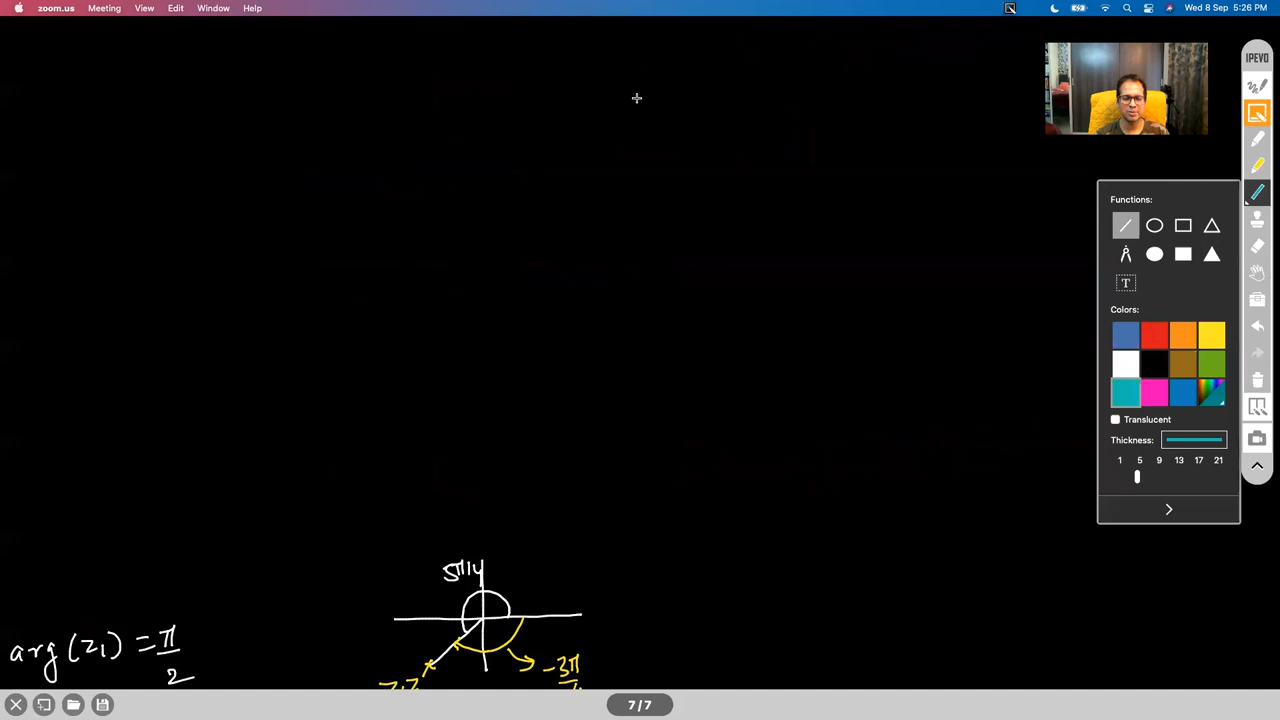 zoom.us Meeting View Edit Window Help Wed 8 Sep 5:26 PM
IPEVO
Functions:
T
Colors:
Translucent
Thickness:
1 5 9 13 17 21
5π/4
arg(z1) = π/2
-3π
7/7